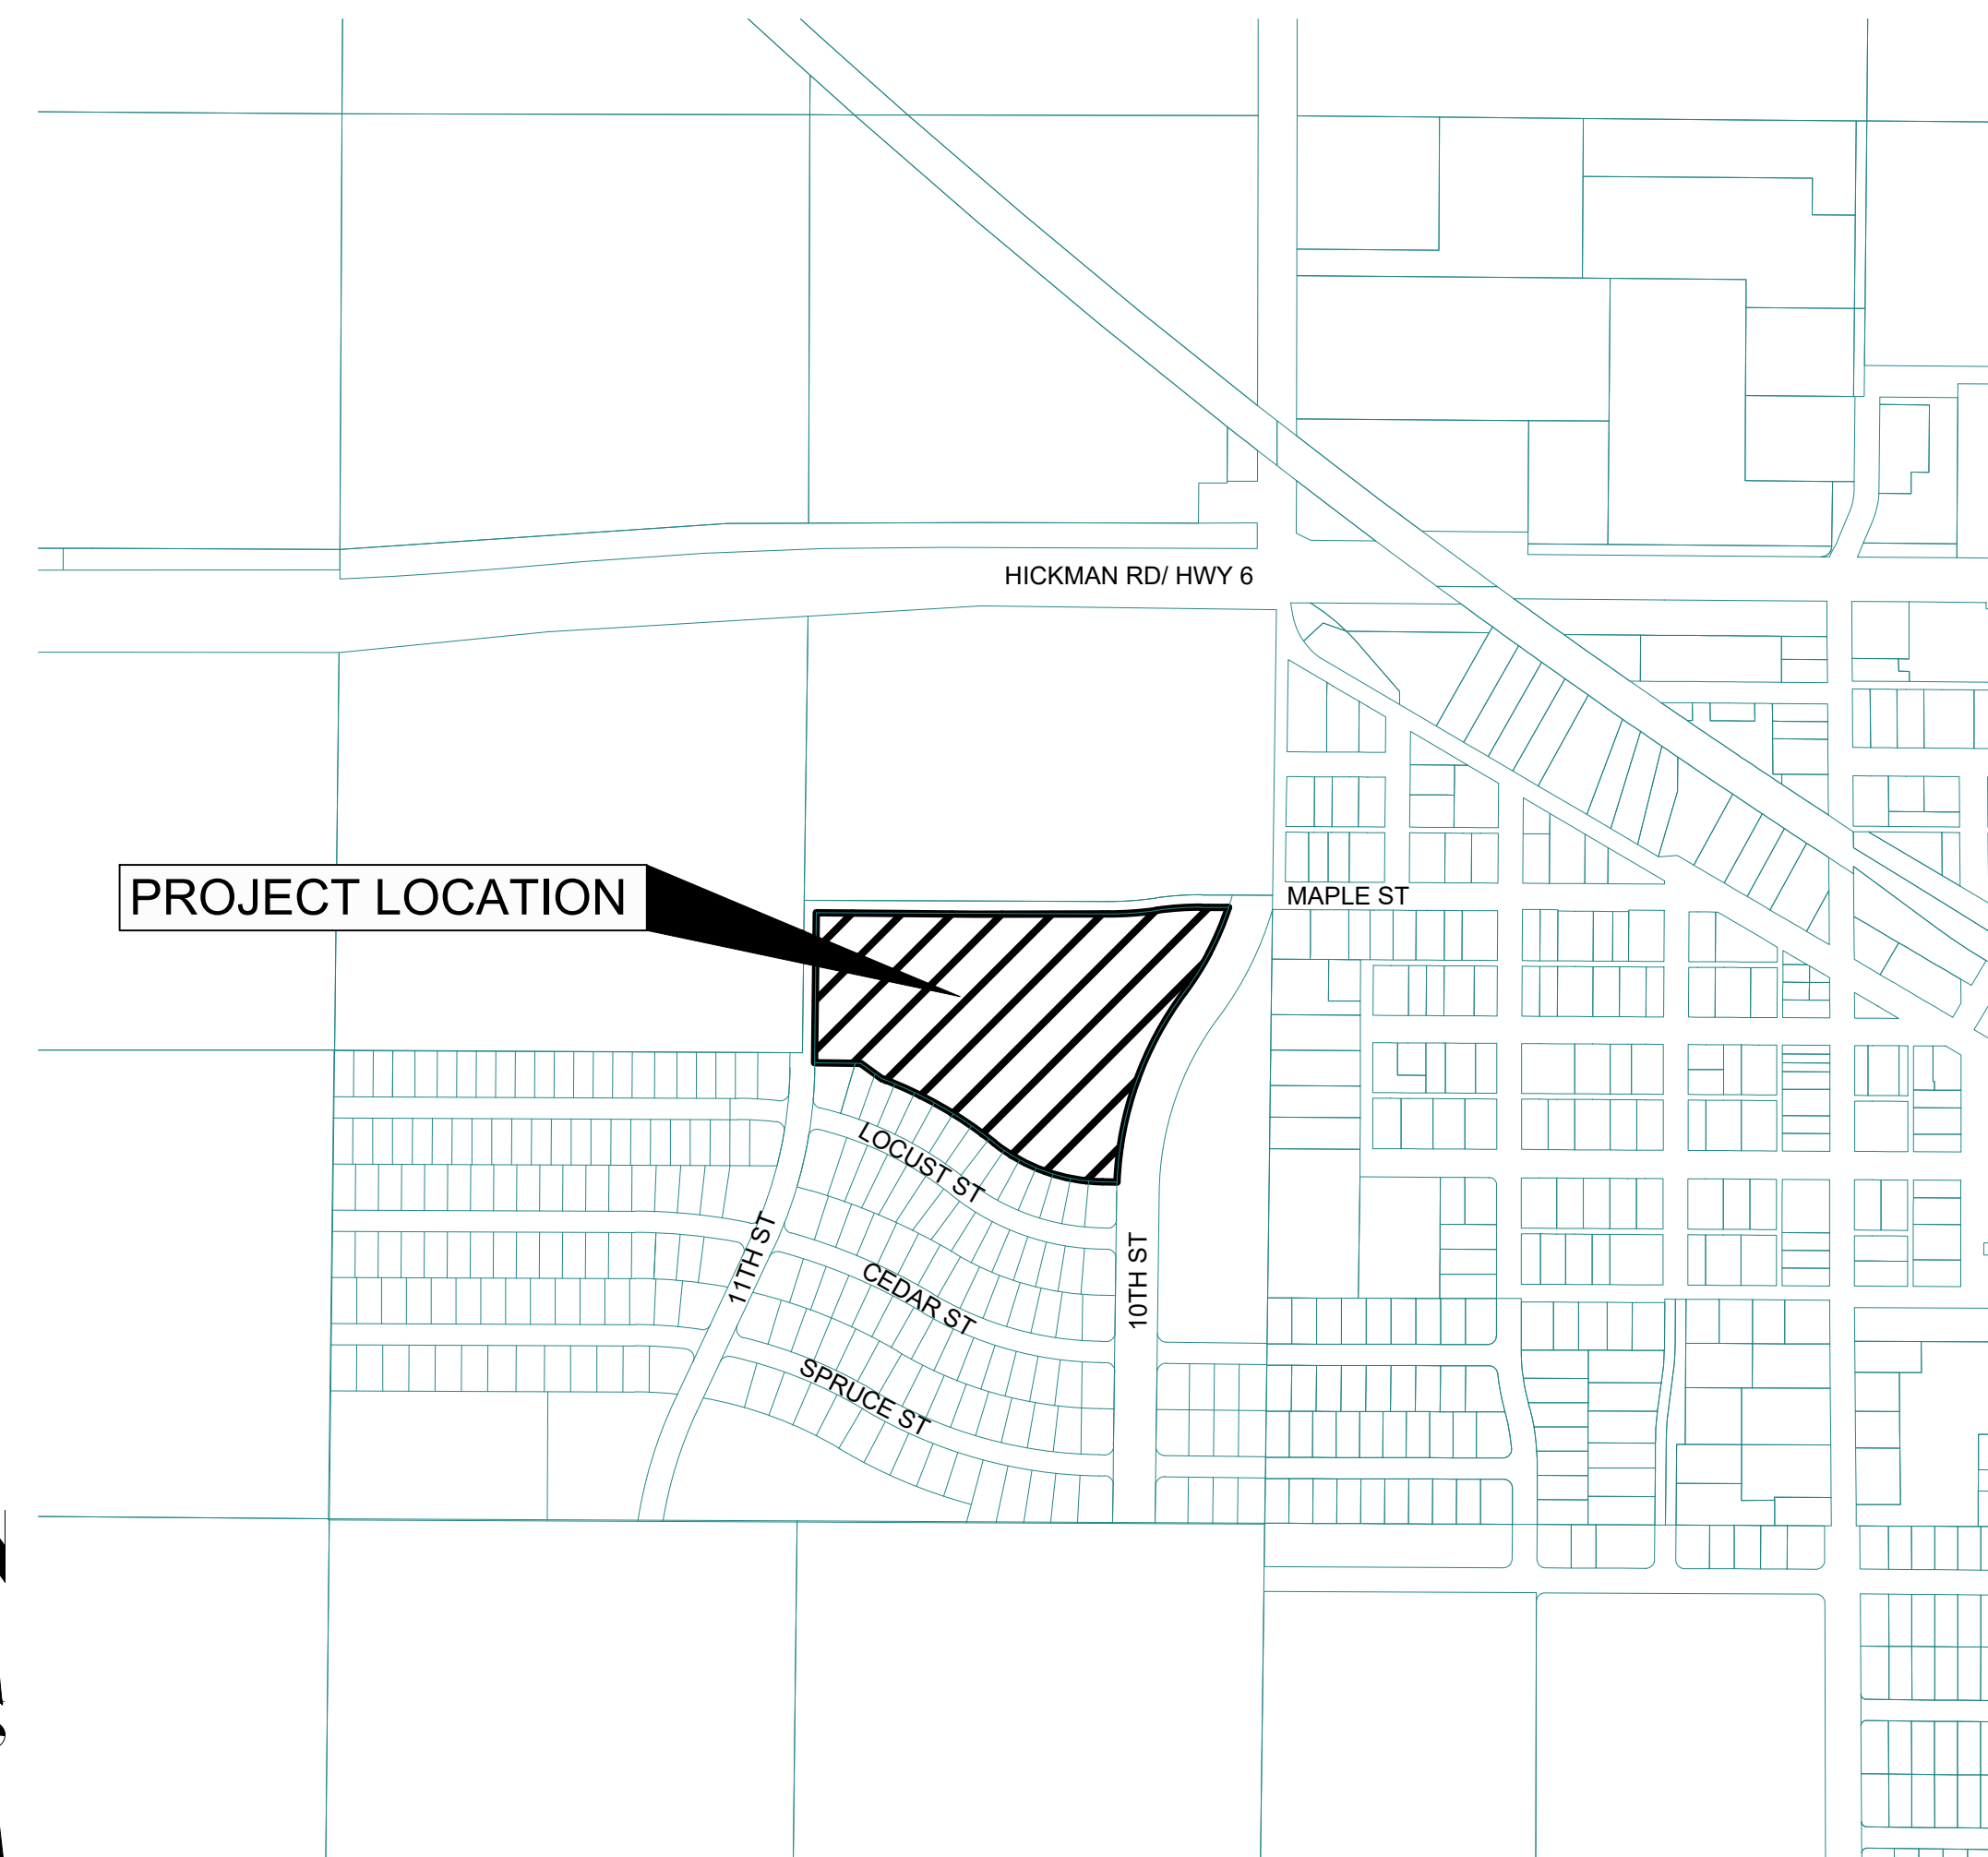 HICKMAN RD/ HWY 6
PROJECT LOCATION
MAPLE ST
LOCUST ST
11TH ST
10TH ST
CEDAR ST
SPRUCE ST